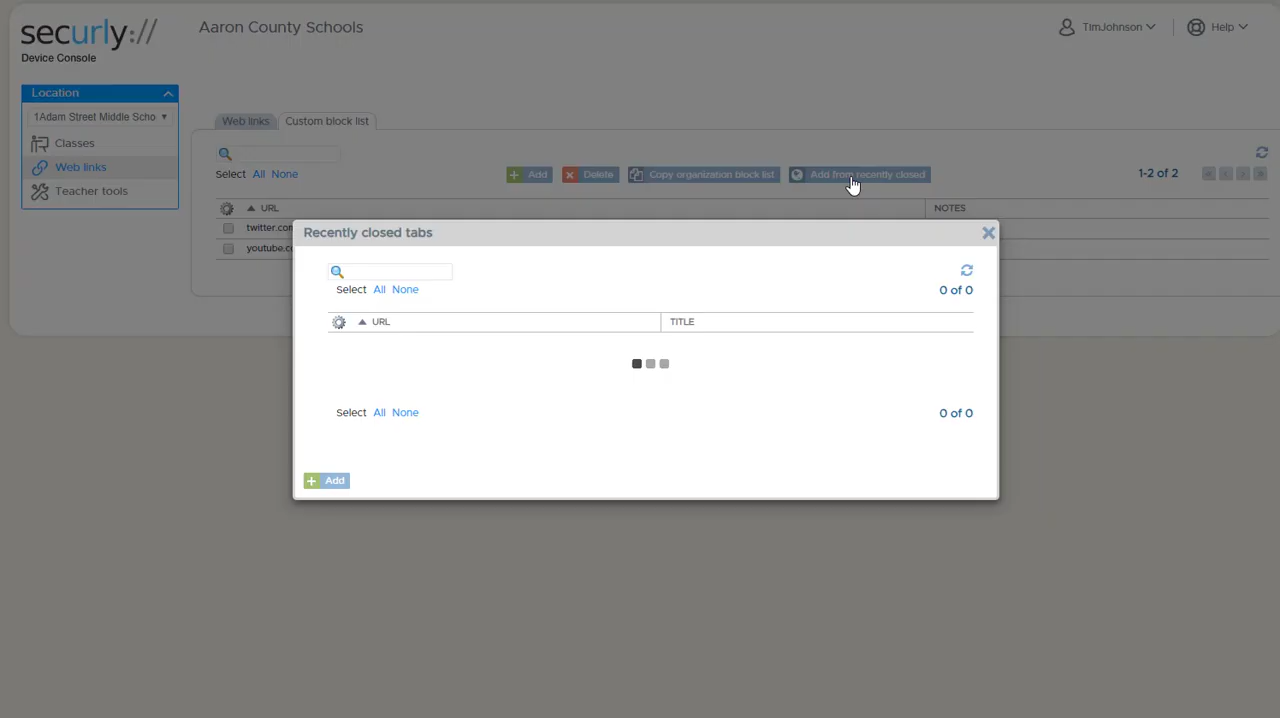 securly://
Device Console
Aaron County Schools
TimJohnson
Help
Location
1Adam Street Middle Scho
Classes
Web links
Teacher tools
Web links
Custom block list
Select All None
Add
Delete
Copy organization block list
Add from recently closed
1-2 of 2
URL
NOTES
twitter.com
Recently closed tabs
Select All None
0 of 0
URL
TITLE
Select All None
0 of 0
Add